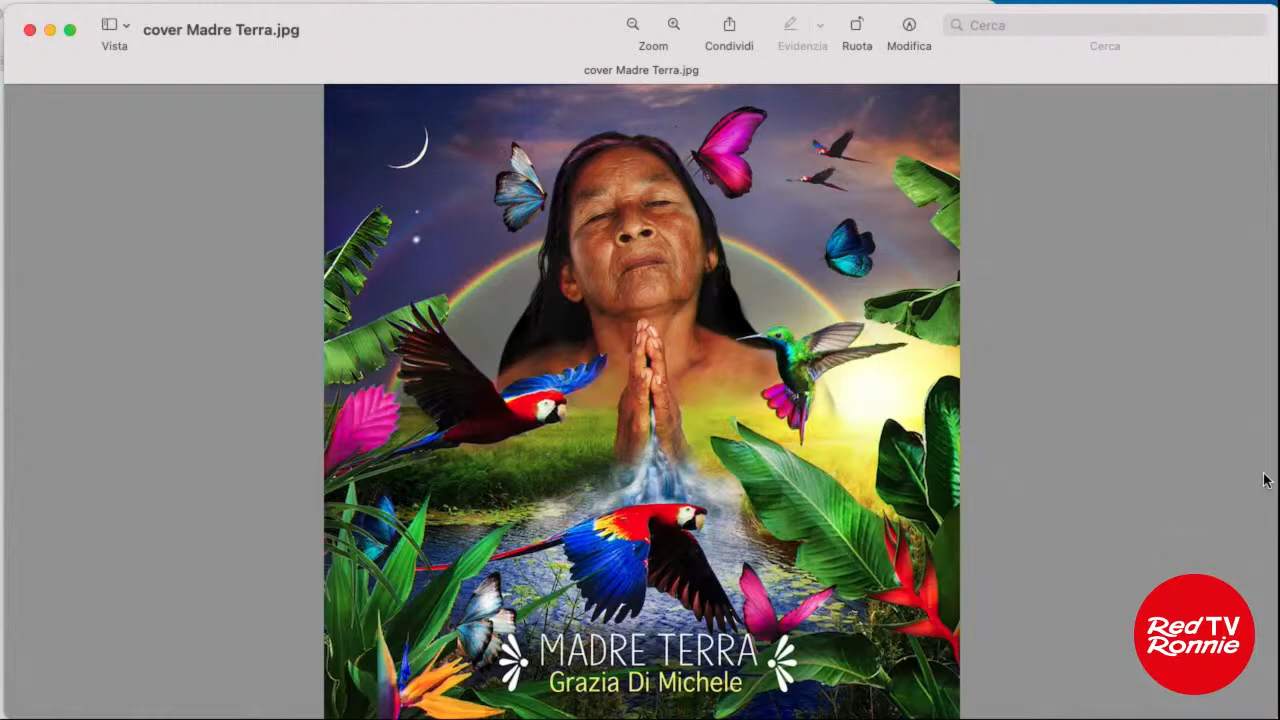 cover Madre Terra.jpg
Vista
Zoom
Condividi
Evidenzia
Ruota
Modifica
Cerca
Cerca
cover Madre Terra.jpg
MADRE TERRA
Grazia Di Michele
Red TV
Ronnie